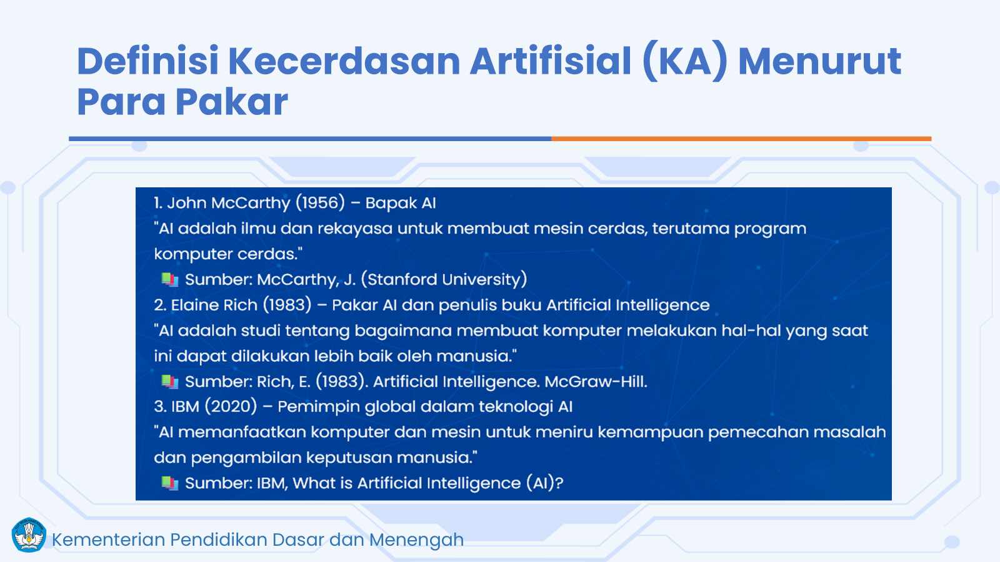 Definisi Kecerdasan Artifisial (KA) Menurut
Para Pakar
1. John McCarthy (1956) – Bapak AI
"AI adalah ilmu dan rekayasa untuk membuat mesin cerdas, terutama program
komputer cerdas."
Sumber: McCarthy, J. (Stanford University)
2. Elaine Rich (1983) – Pakar AI dan penulis buku Artificial Intelligence
"AI adalah studi tentang bagaimana membuat komputer melakukan hal-hal yang saat
ini dapat dilakukan lebih baik oleh manusia."
Sumber: Rich, E. (1983). Artificial Intelligence. McGraw-Hill.
3. IBM (2020) – Pemimpin global dalam teknologi AI
"AI memanfaatkan komputer dan mesin untuk meniru kemampuan pemecahan masalah
dan pengambilan keputusan manusia."
Sumber: IBM, What is Artificial Intelligence (AI)?
Kementerian Pendidikan Dasar dan Menengah